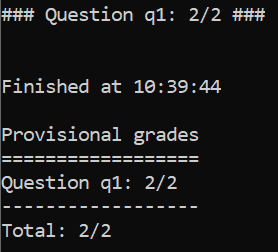 ### Question q1: 2/2 ###
Finished at 10:39:44
Provisional grades
==================
Question q1: 2/2
------------------
Total: 2/2